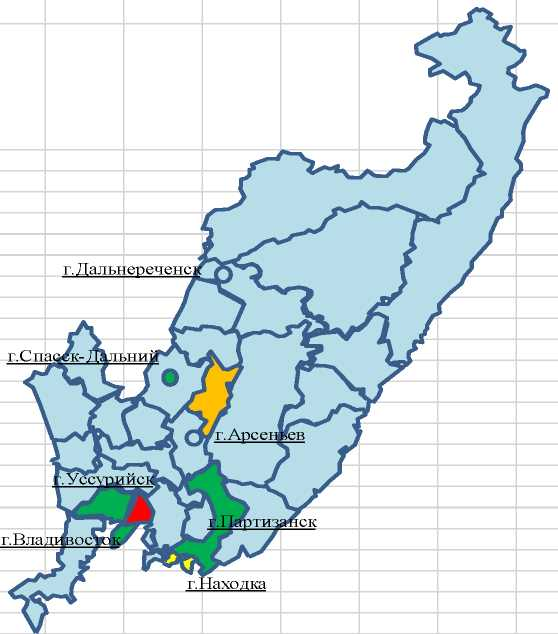 г.Дальнереченск
г.Спасск-Дальний
г.Арсеньев
г.Уссурийск
г.Партизанск
г.Владивосток
г.Находка